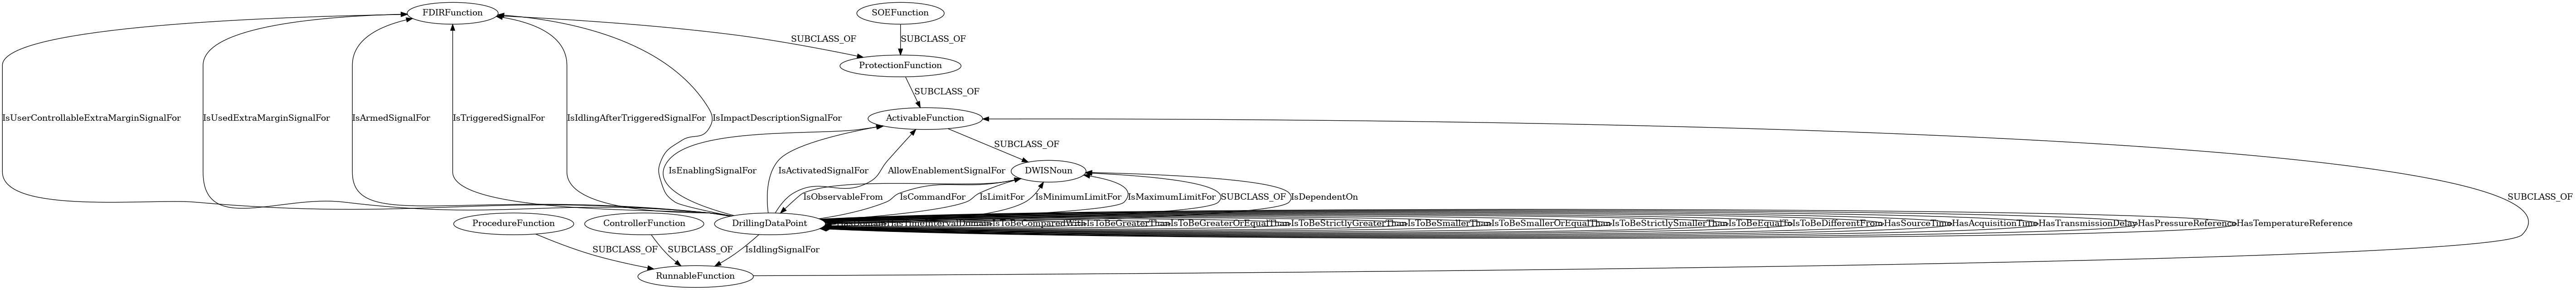 FDIRFunction
SOEFunction
SUBCLASS_OF
SUBCLASS_OF
ProtectionFunction
SUBCLASS_OF
IsUserControllableExtraMarginSignalFor
IsUsedExtraMarginSignalFor
IsArmedSignalFor
IsTriggeredSignalFor
IsIdlingAfterTriggeredSignalFor
IsImpactDescriptionSignalFor
ActivableFunction
SUBCLASS_OF
IsEnablingSignalFor
IsActivatedSignalFor
AllowEnablementSignalFor
DWISNoun
IsObservableFrom
IsCommandFor
IsLimitFor
IsMinimumLimitFor
IsMaximumLimitFor
SUBCLASS_OF
IsDependentOn
SUBCLASS_OF
ProcedureFunction
ControllerFunction
DrillingDataPoint
IsToBeComparedWith
IsToBeGreaterThan
IsToBeGreaterOrEqualThan
IsToBeStrictlyGreaterThan
IsToBeSmallerThan
IsToBeSmallerOrEqualThan
IsToBeStrictlySmallerThan
IsToBeEqualTo
IsToBeDifferentFrom
HasSourceTime
HasAcquisitionTime
HasTransmissionDelay
HasPressureReference
HasTemperatureReference
SUBCLASS_OF
SUBCLASS_OF
IsIdlingSignalFor
RunnableFunction